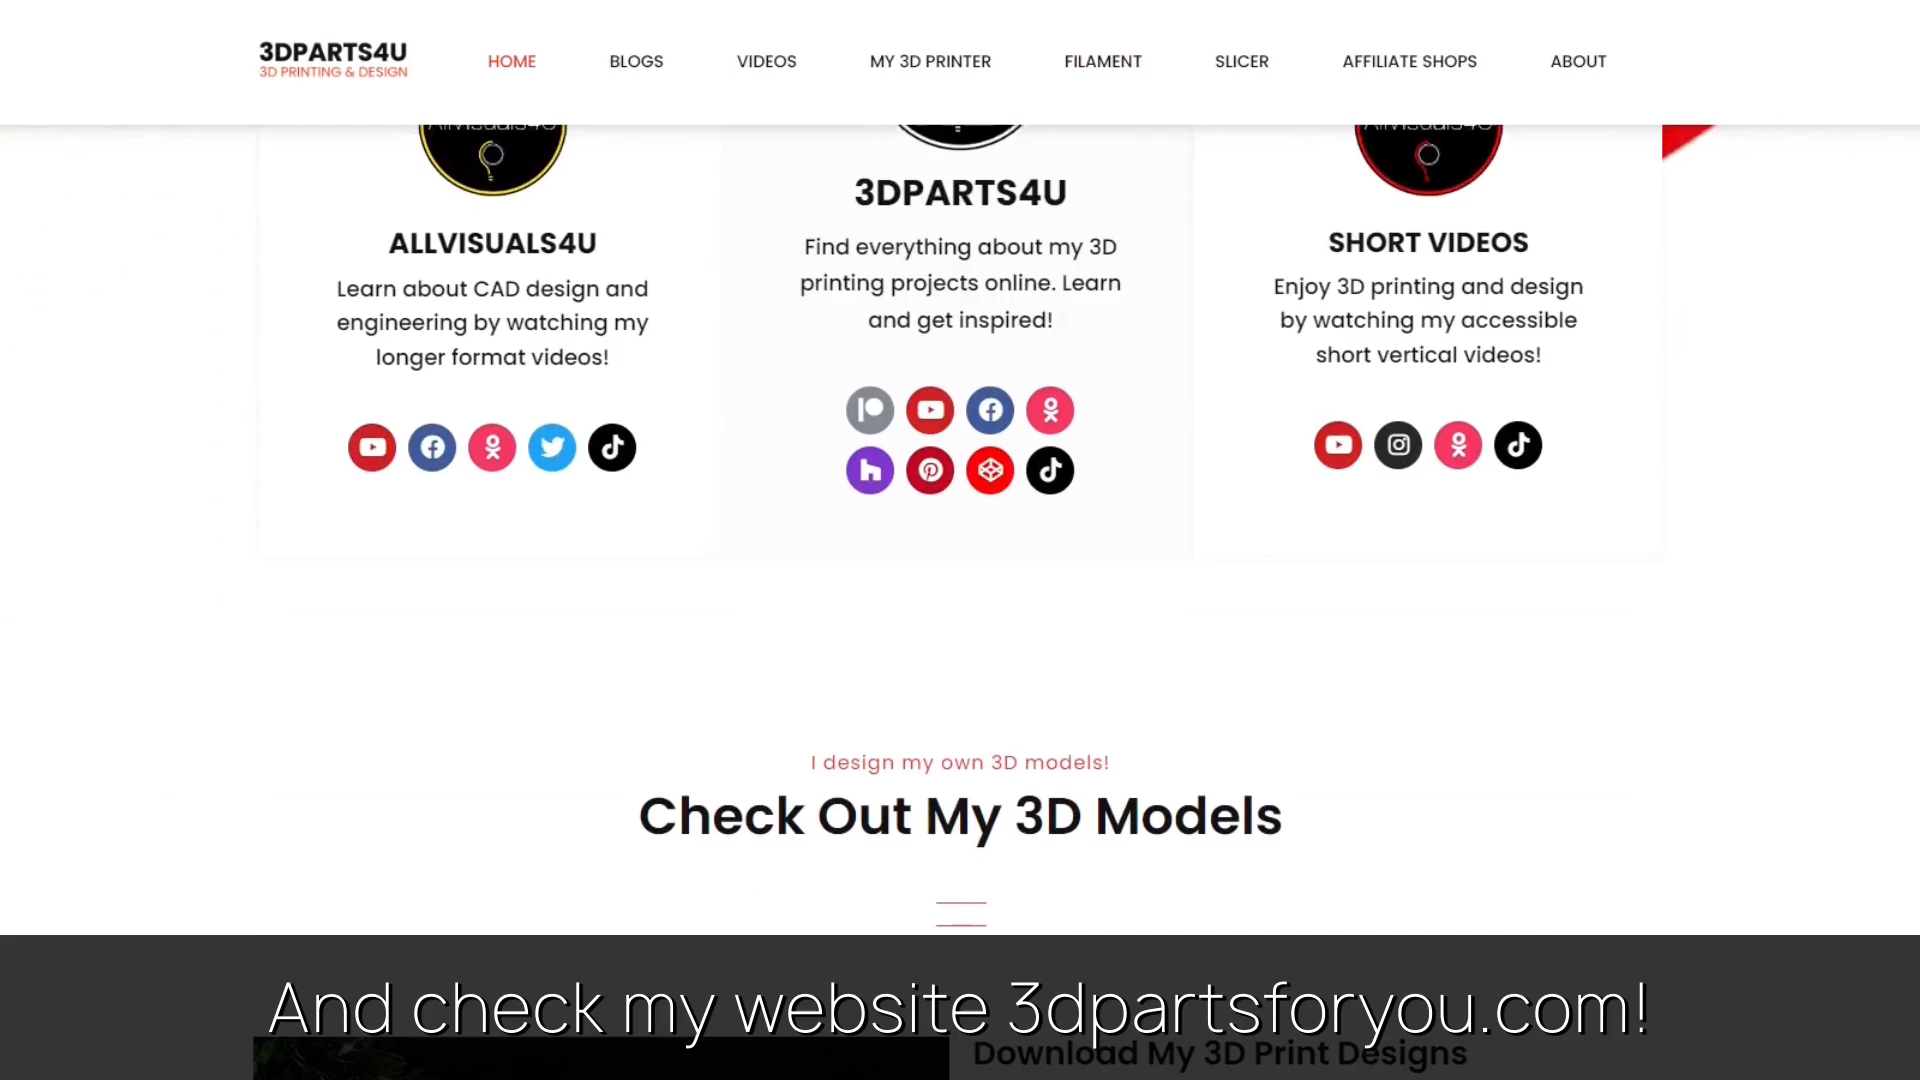 3DPARTS4U
3D PRINTING & DESIGN
HOME
BLOGS
VIDEOS
MY 3D PRINTER
FILAMENT
SLICER
AFFILIATE SHOPS
ABOUT
ALLVISUALS4U
Learn about CAD design and
engineering by watching my
longer format videos!
3DPARTS4U
Find everything about my 3D
printing projects online. Learn
and get inspired!
SHORT VIDEOS
Enjoy 3D printing and design
by watching my accessible
short vertical videos!
I design my own 3D models!
Check Out My 3D Models
And check my website 3dpartsforyou.com!
Download My 3D Print Designs